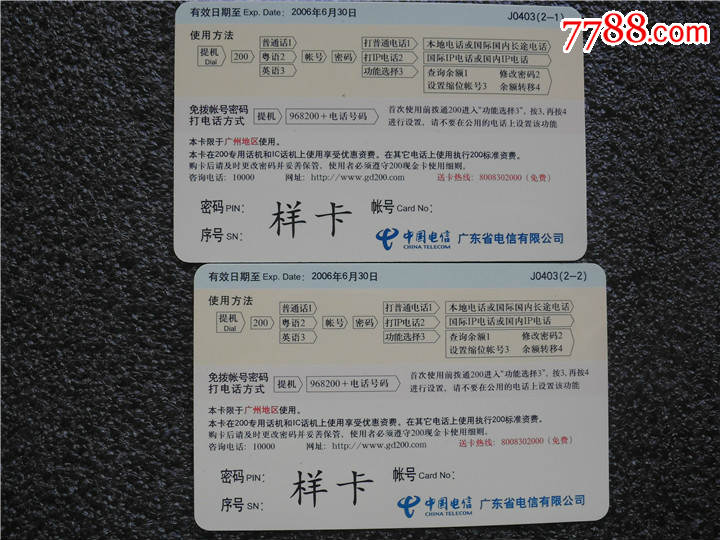 7788.com
有效日期至 Exp. Date: 2006年6月30日 J0403(2-1)
使用方法
提机 Dial 200 普通话1 粤语2 英语3 帐号 密码 打普通电话1 打IP电话2 功能选择3
本地电话或国际国内长途电话
国际IP电话或国内IP电话
查询余额1 修改密码2
设置缩位帐号3 余额转移4
免拨帐号密码
打电话方式 提机 968200+电话号码
首次使用前拨通200进入“功能选择3”,按3,再按4
进行设置,请不要在公用的电话上设置该功能
本卡限于广州地区使用。
本卡在200专用话机和IC话机上使用享受优惠资费。在其它电话上使用执行200标准资费。
购卡后请及时更改密码并妥善保管,使用者必须遵守200现金卡使用细则。
咨询电话:10000 网址:http://www.gd200.com 送卡热线:8008302000(免费)
密码 PIN: 样卡 帐号 Card No:
序号 SN: 中国电信 CHINA TELECOM 广东省电信有限公司
有效日期至 Exp. Date: 2006年6月30日 J0403(2-2)
使用方法
提机 Dial 200 普通话1 粤语2 英语3 帐号 密码 打普通电话1 打IP电话2 功能选择3
本地电话或国际国内长途电话
国际IP电话或国内IP电话
查询余额1 修改密码2
设置缩位帐号3 余额转移4
免拨帐号密码
打电话方式 提机 968200+电话号码
首次使用前拨通200进入“功能选择3”,按3,再按4
进行设置,请不要在公用的电话上设置该功能
本卡限于广州地区使用。
本卡在200专用话机和IC话机上使用享受优惠资费。在其它电话上使用执行200标准资费。
购卡后请及时更改密码并妥善保管,使用者必须遵守200现金卡使用细则。
咨询电话:10000 网址:http://www.gd200.com 送卡热线:8008302000(免费)
密码 PIN: 样卡 帐号 Card No:
序号 SN: 中国电信 CHINA TELECOM 广东省电信有限公司